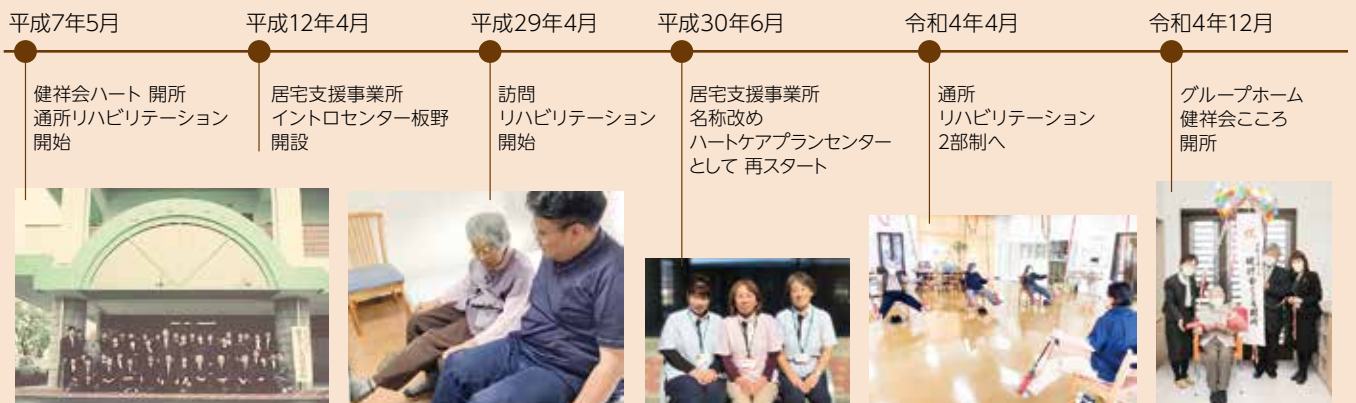 平成7年5月
健祥会ハート 開所
通所リハビリテーション
開始
平成12年4月
居宅支援事業所
イントロセンター板野
開設
平成29年4月
訪問
リハビリテーション
開始
平成30年6月
居宅支援事業所
名称改め
ハートケアプランセンター
として 再スタート
令和4年4月
通所
リハビリテーション
2部制へ
令和4年12月
グループホーム
健祥会こころ
開所